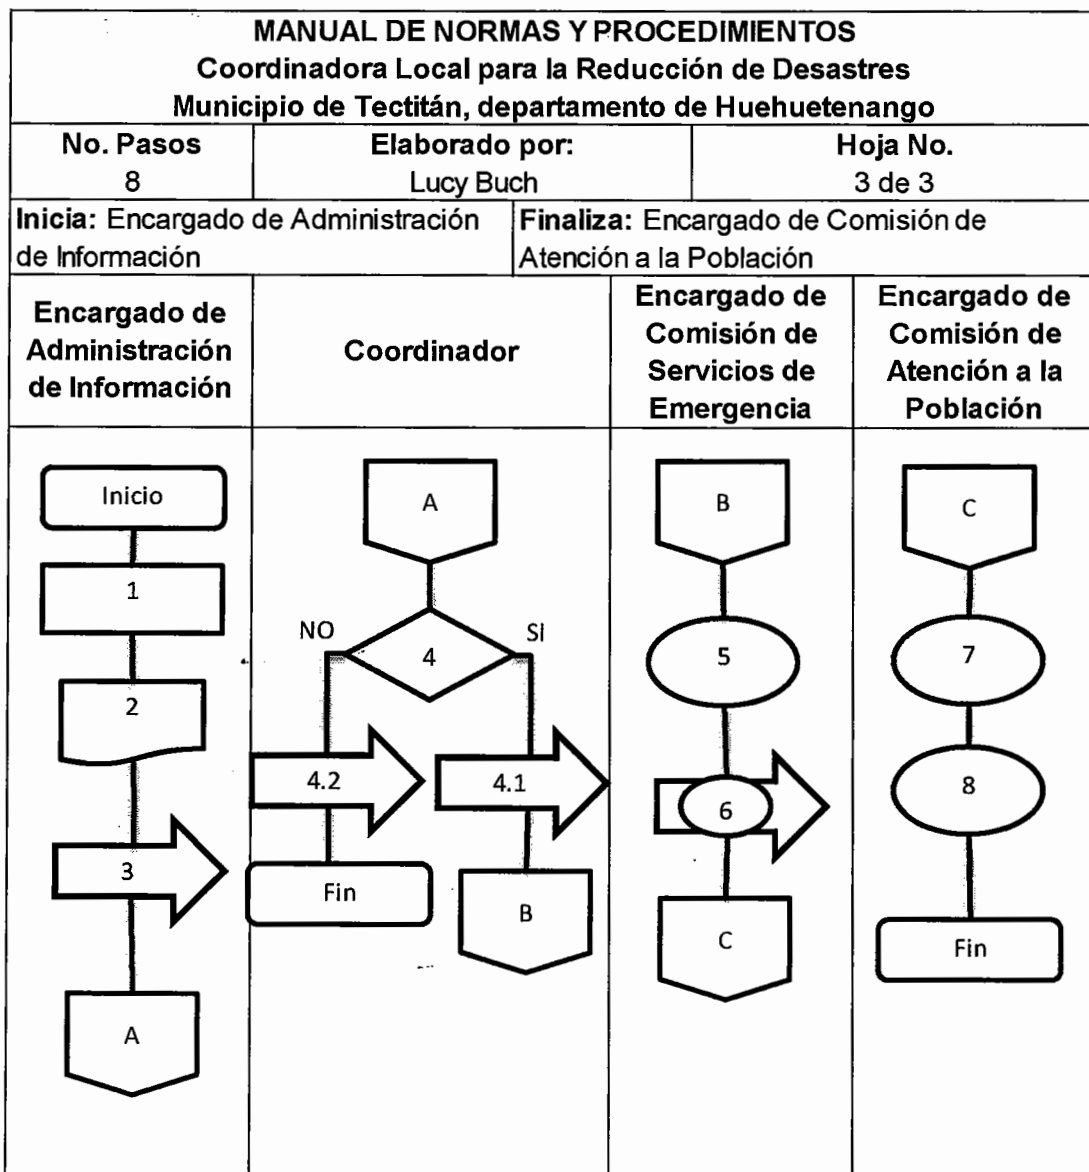 MANUAL DE NORMAS Y PROCEDIMIENTOS
Coordinadora Local para la Reducción de Desastres
Municipio de Tectitán, departamento de Huehuetenango
No. Pasos
8
Elaborado por:
Lucy Buch
Hoja No.
3 de 3
Inicia: Encargado de Administración
de Información
Finaliza: Encargado de Comisión de
Atención a la Población
Encargado de
Administración
de Información
Coordinador
Encargado de
Comisión de
Servicios de
Emergencia
Encargado de
Comisión de
Atención a la
Población
Inicio
1
2
3
A
A
4
NO
Si
4.2
4.1
Fin
B
B
5
6
C
C
7
8
Fin